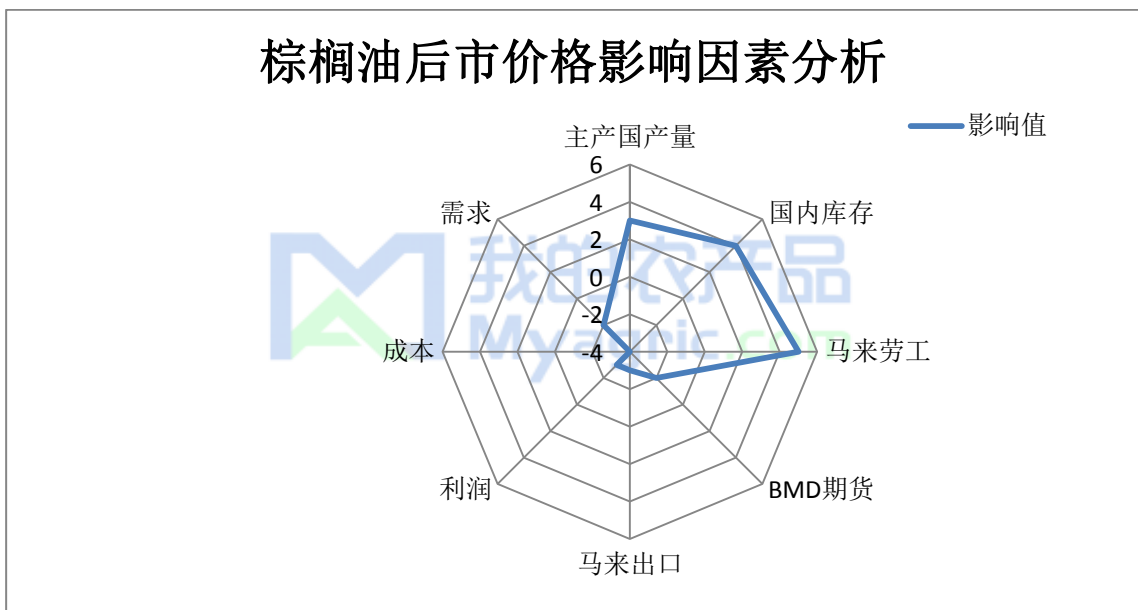 棕榈油后市价格影响因素分析
影响值
主产国产量
6
需求
4
国内库存
2
我的农产品
0
-2
Myagric.com
成本
-4
马来劳工
利润
BMD期货
马来出口